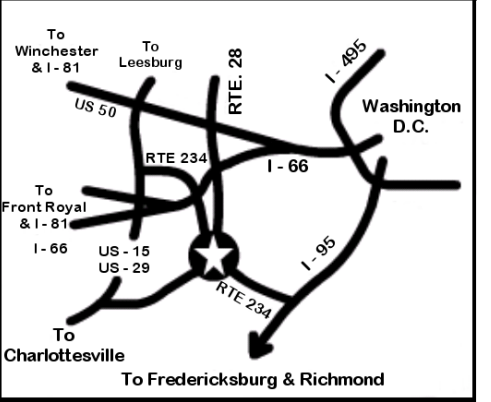 To
Winchester
& I - 81
To
Leesburg
RTE. 28
I - 495
US 50
Washington
D.C.
RTE 234
I - 66
To
Front Royal
& I - 81
I - 66
US - 15
US - 29
I - 95
RTE 234
To
Charlottesville
To Fredericksburg & Richmond